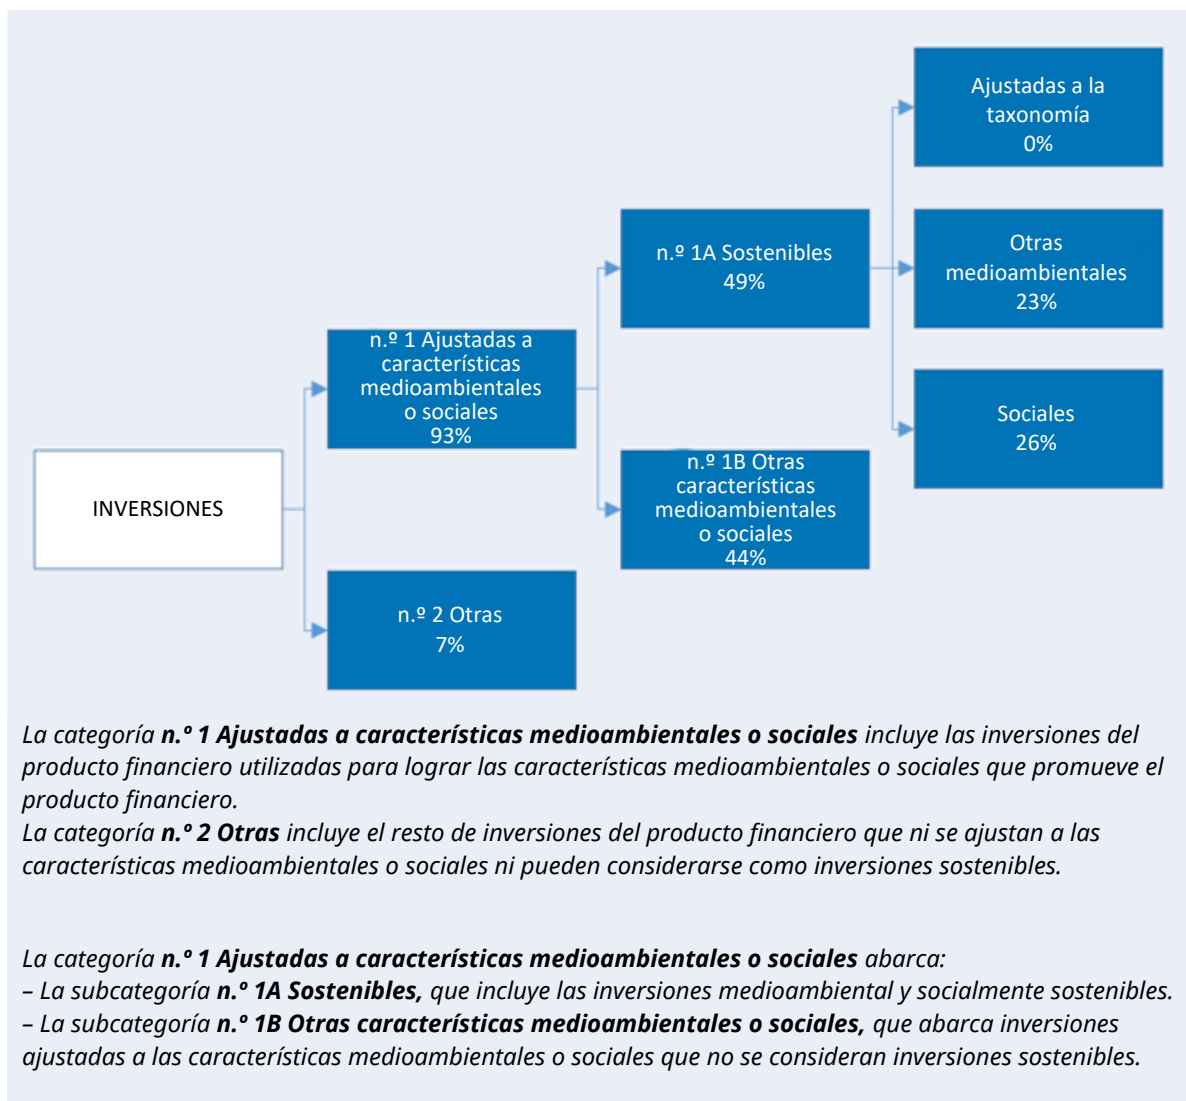 Ajustadas a la
taxonomía
0%
n.º 1A Sostenibles
49%
Otras
medioambientales
23%
n.º 1 Ajustadas a
características
medioambientales
o sociales
93%
Sociales
26%
INVERSIONES
n.º 1B Otras
características
medioambientales
o sociales
44%
n.º 2 Otras
7%
La categoría n.º 1 Ajustadas a características medioambientales o sociales incluye las inversiones del
producto financiero utilizadas para lograr las características medioambientales o sociales que promueve el
producto financiero.
La categoría n.º 2 Otras incluye el resto de inversiones del producto financiero que ni se ajustan a las
características medioambientales o sociales ni pueden considerarse como inversiones sostenibles.
La categoría n.º 1 Ajustadas a características medioambientales o sociales abarca:
– La subcategoría n.º 1A Sostenibles, que incluye las inversiones medioambiental y socialmente sostenibles.
– La subcategoría n.º 1B Otras características medioambientales o sociales, que abarca inversiones
ajustadas a las características medioambientales o sociales que no se consideran inversiones sostenibles.